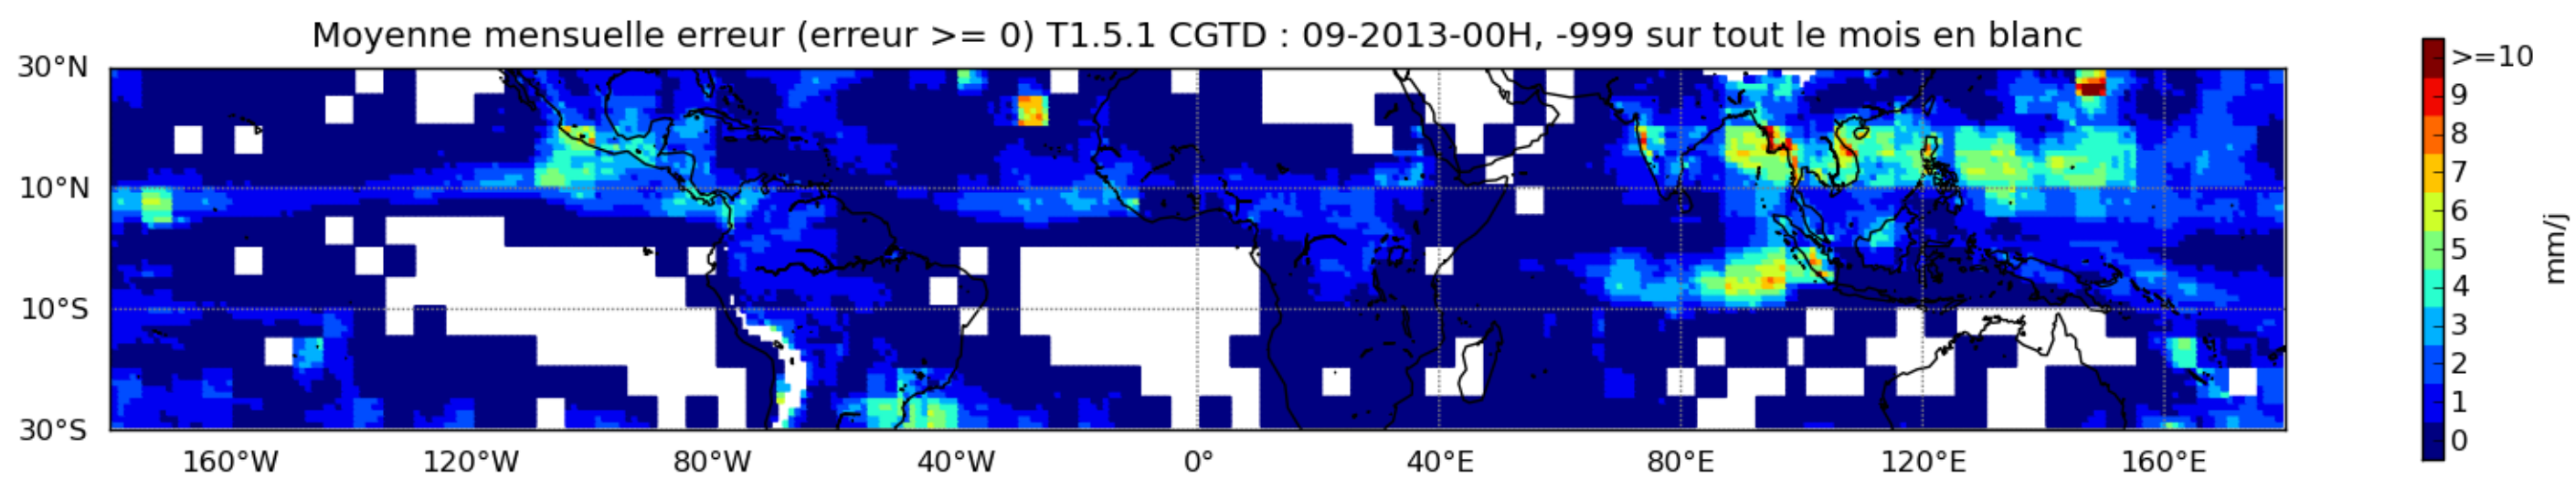 Moyenne mensuelle erreur (erreur >= 0) T1.5.1 CGTD : 09-2013-00H, -999 sur tout le mois en blanc
30°N
10°N
10°S
30°S
160°W 120°W 80°W 40°W 0° 40°E 80°E 120°E 160°E
>=10
9
8
7
6
5
4
3
2
1
0
mm/j